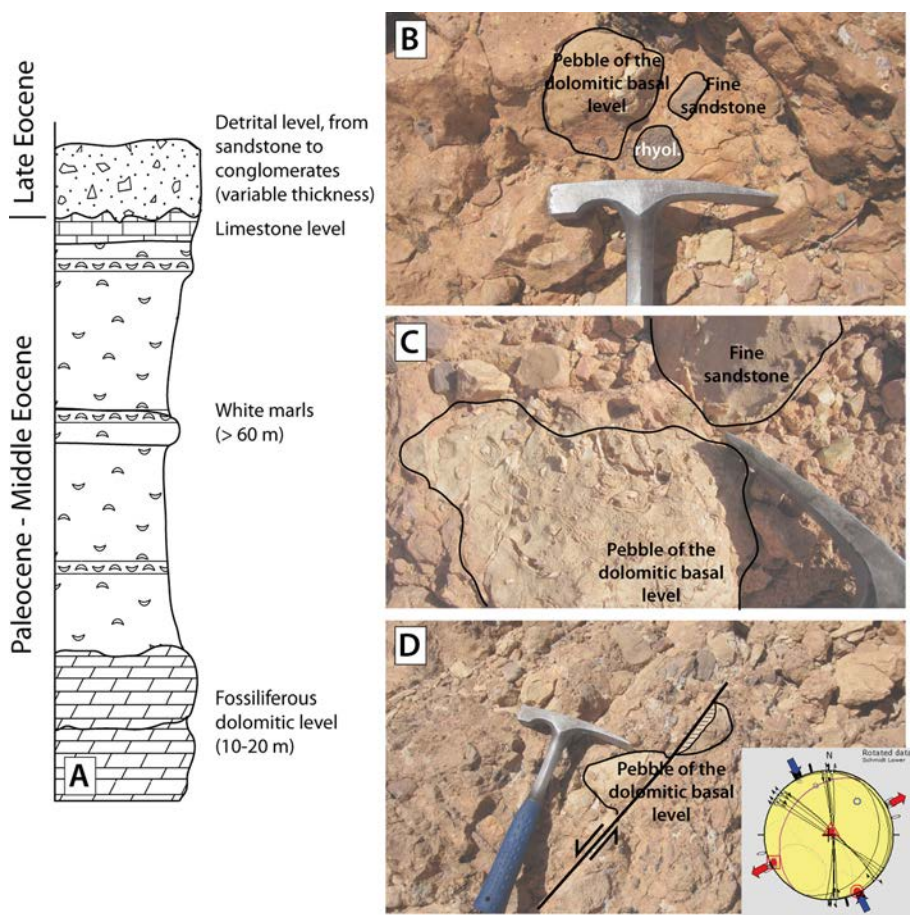 Late Eocene
Paleocene - Middle Eocene
Detrital level, from
sandstone to
conglomerates
(variable thickness)
Limestone level
White marls
(> 60 m)
Fossiliferous
dolomitic level
(10-20 m)
A
B
Pebble of the
dolomitic basal
level
Fine
sandstone
rhyol.
C
Fine
sandstone
Pebble of the
dolomitic basal
level
D
Pebble of the
dolomitic basal
level
Rotated data
Schmidt Lower
N